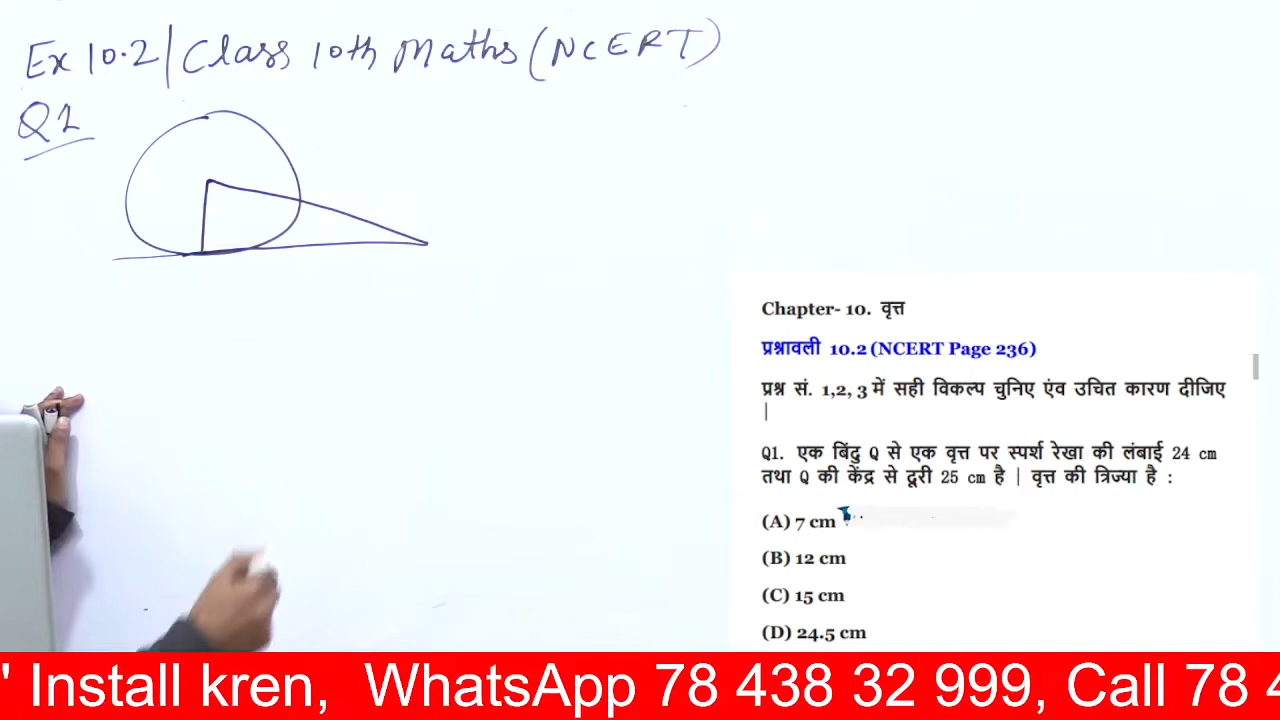 Ex 10.2 | Class 10th Maths (NCERT)
Q1
Chapter- 10. वृत्त
प्रश्नावली 10.2 (NCERT Page 236)
प्रश्न सं. 1,2, 3 में सही विकल्प चुनिए एंव उचित कारण दीजिए
|
Q1. एक बिंदु Q से एक वृत्त पर स्पर्श रेखा की लंबाई 24 cm
तथा Q की केंद्र से दूरी 25 cm है | वृत्त की त्रिज्या है :
(A) 7 cm
(B) 12 cm
(C) 15 cm
(D) 24.5 cm
' Install kren, WhatsApp 78 438 32 999, Call 78 4